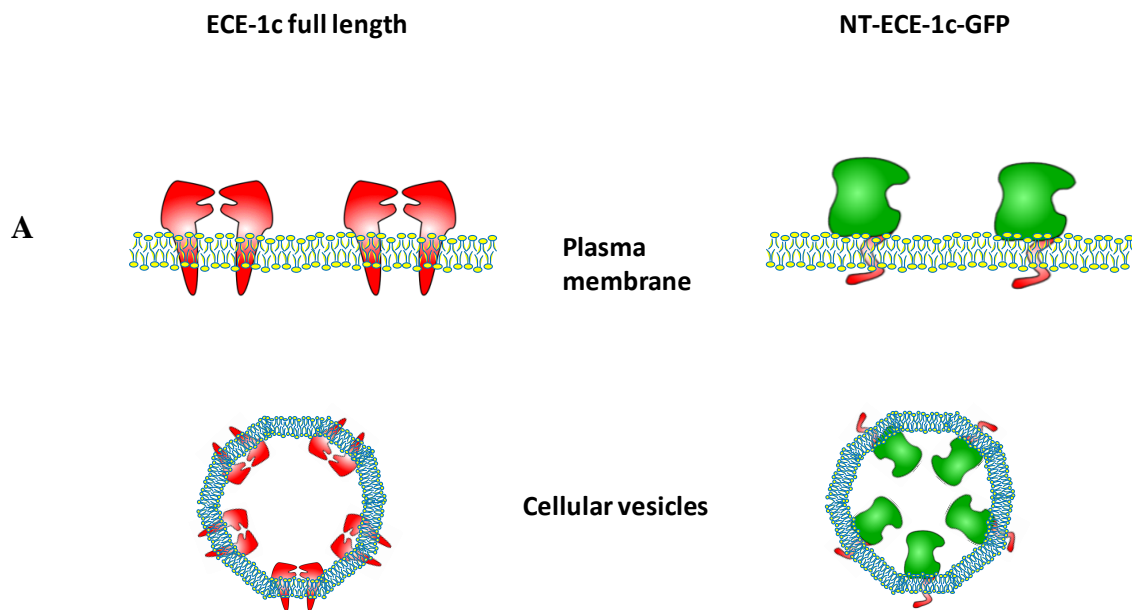 ECE-1c full length
NT-ECE-1c-GFP
A
Plasma
membrane
Cellular vesicles